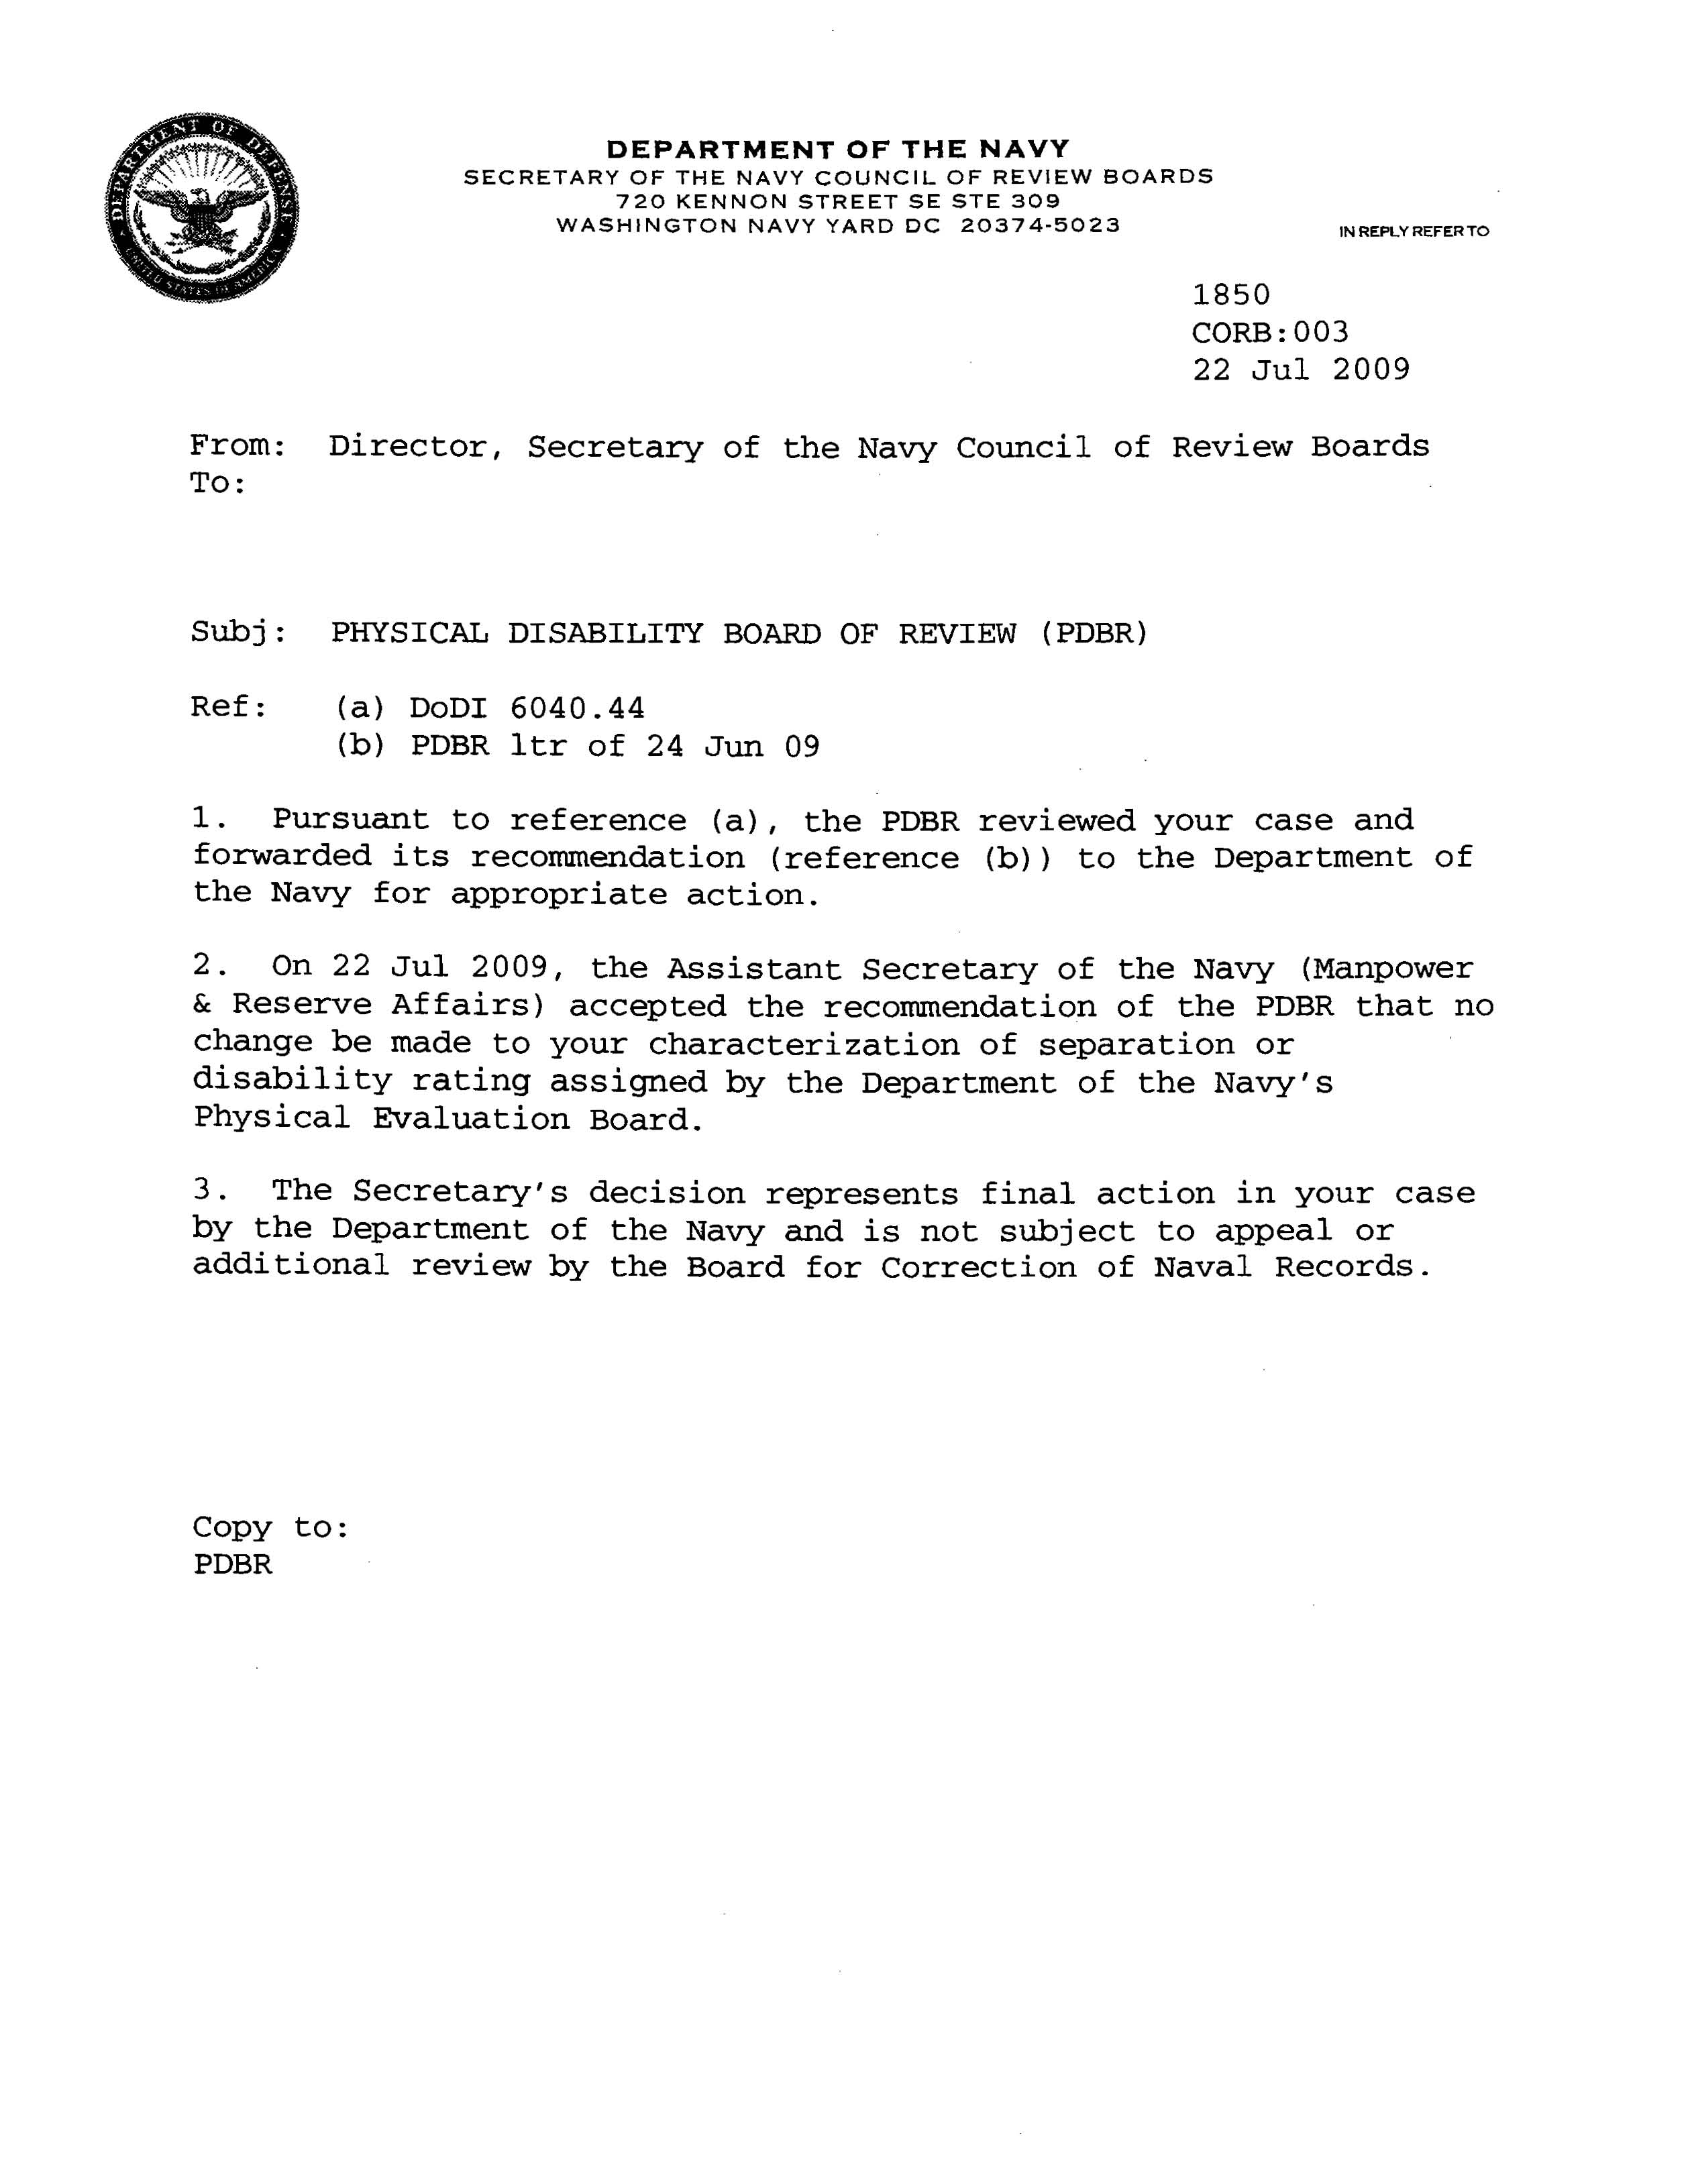 DEPARTMENT OF DEFENSE
UNITED STATES OF AMERICA
DEPARTMENT OF THE NAVY
SECRETARY OF THE NAVY COUNCIL OF REVIEW BOARDS
720 KENNON STREET SE STE 309
WASHINGTON NAVY YARD DC 20374-5023
IN REPLY REFER TO
1850
CORB:003
22 Jul 2009
From: Director, Secretary of the Navy Council of Review Boards
To:
Subj: PHYSICAL DISABILITY BOARD OF REVIEW (PDBR)
Ref: (a) DoDI 6040.44
(b) PDBR ltr of 24 Jun 09
1. Pursuant to reference (a), the PDBR reviewed your case and
forwarded its recommendation (reference (b)) to the Department of
the Navy for appropriate action.
2. On 22 Jul 2009, the Assistant Secretary of the Navy (Manpower
& Reserve Affairs) accepted the recommendation of the PDBR that no
change be made to your characterization of separation or
disability rating assigned by the Department of the Navy's
Physical Evaluation Board.
3. The Secretary's decision represents final action in your case
by the Department of the Navy and is not subject to appeal or
additional review by the Board for Correction of Naval Records.
Copy to:
PDBR